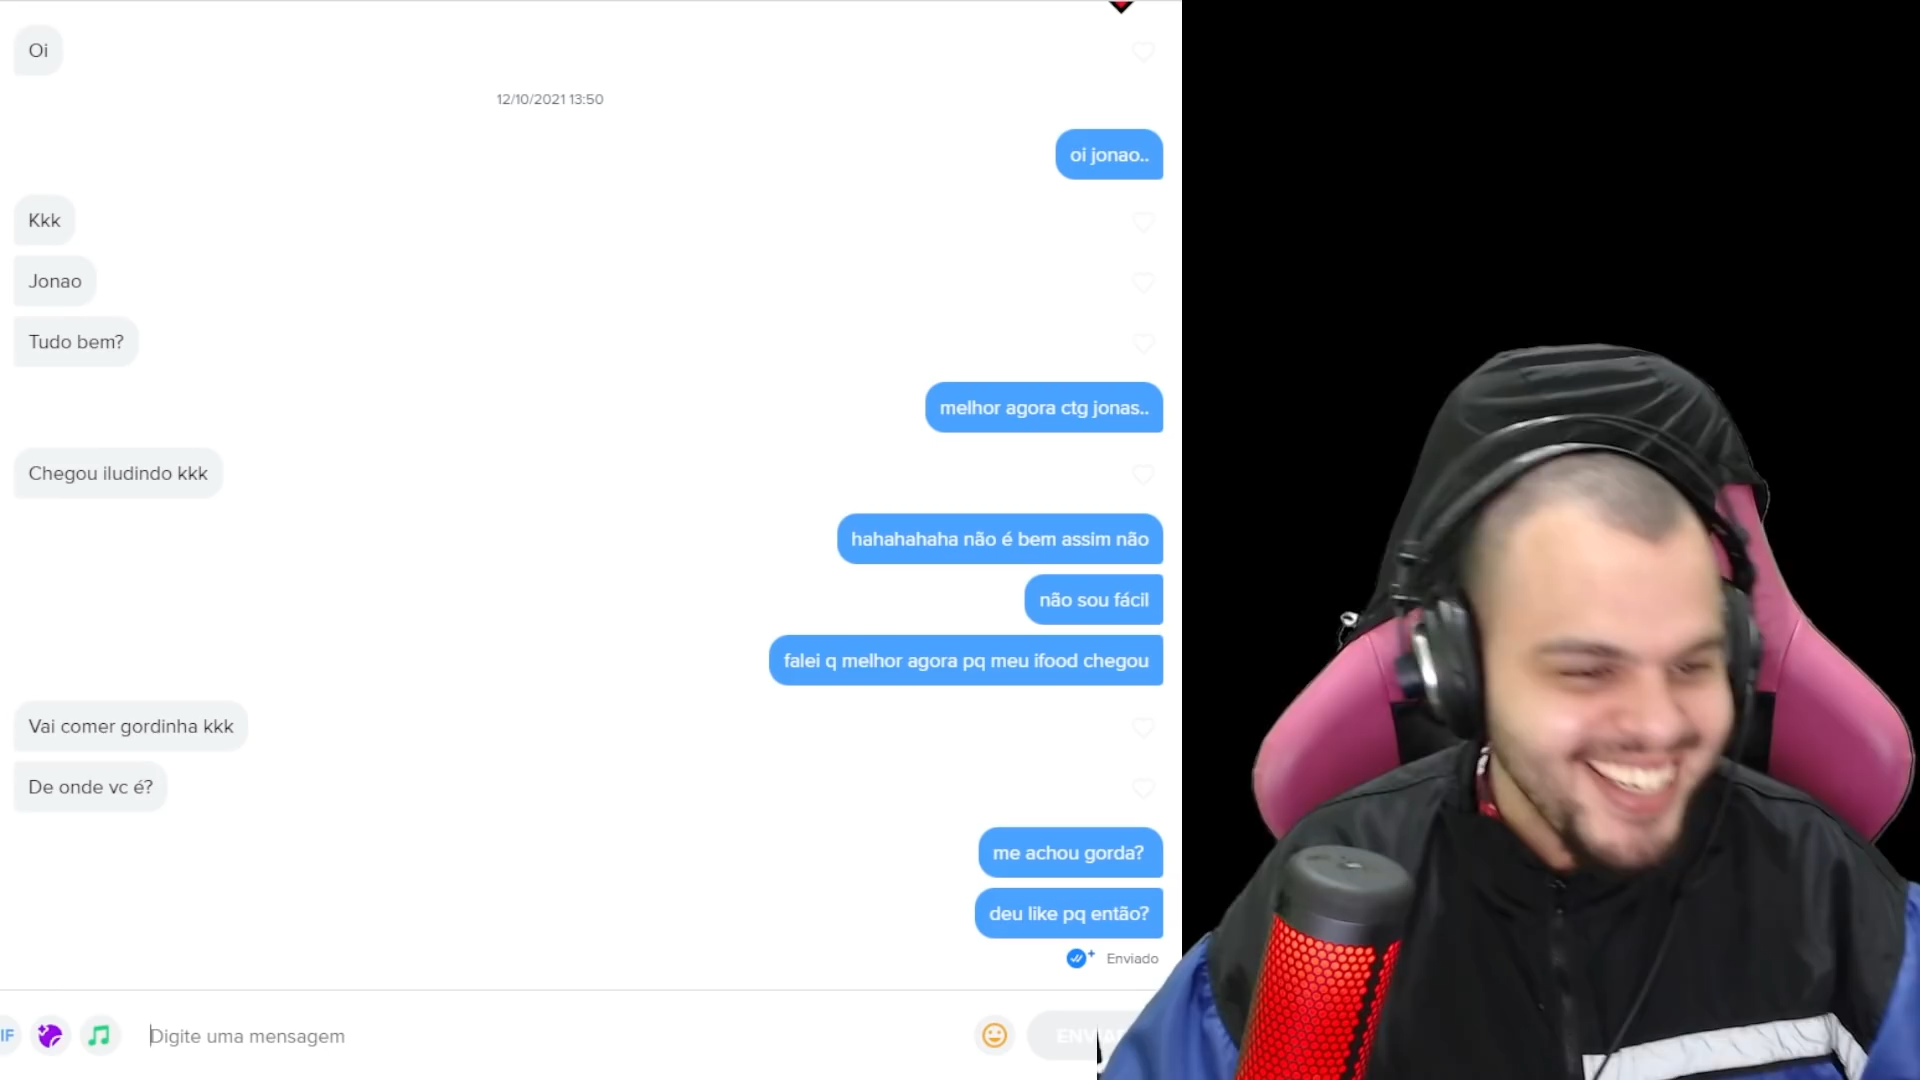 Oi
12/10/2021 13:50
oi jonao..
Kkk
Jonao
Tudo bem?
melhor agora ctg jonas..
Chegou iludindo kkk
hahahahaha não é bem assim não
não sou fácil
falei q melhor agora pq meu ifood chegou
Vai comer gordinha kkk
De onde vc é?
me achou gorda?
deu like pq então?
Enviado
IF
Digite uma mensagem